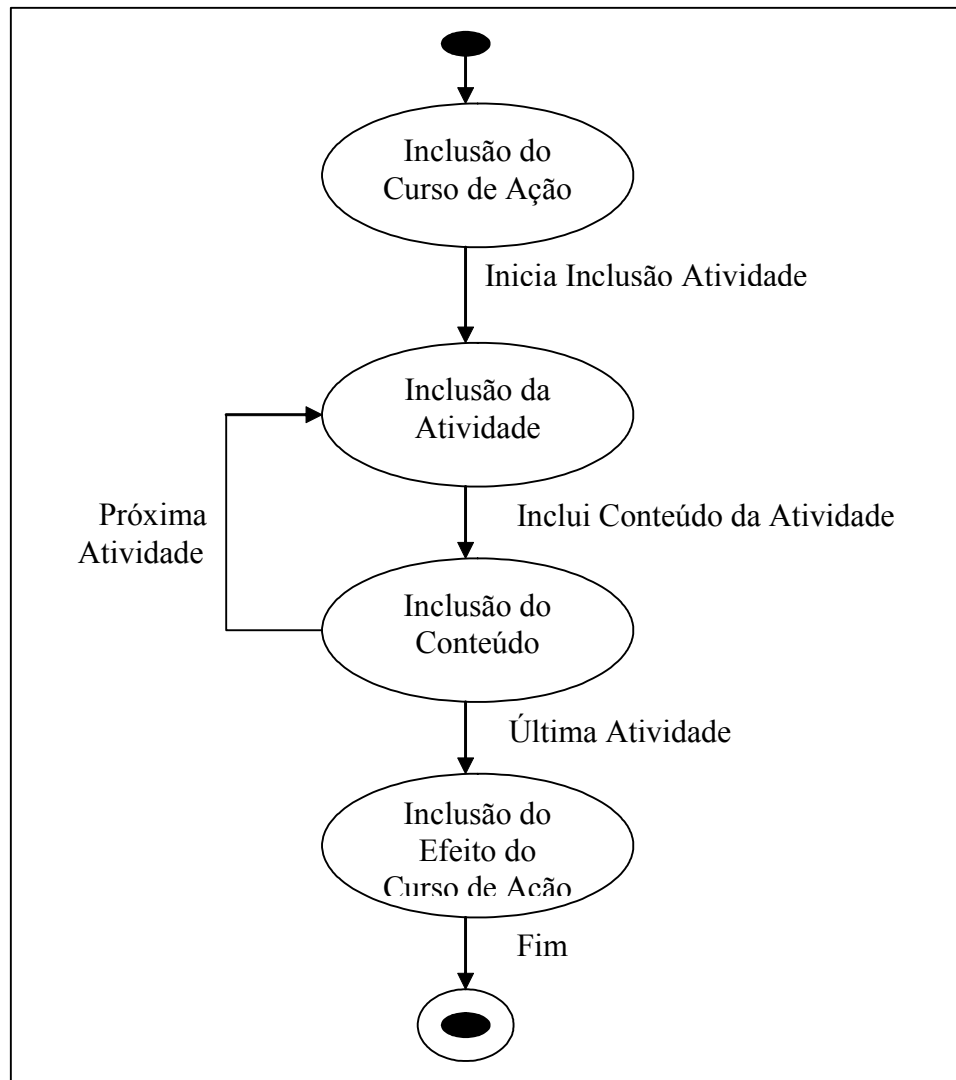 Inclusão do
Curso de Ação
Inicia Inclusão Atividade
Inclusão da
Atividade
Próxima
Atividade
Inclui Conteúdo da Atividade
Inclusão do
Conteúdo
Última Atividade
Inclusão do
Efeito do
Curso de Ação
Fim